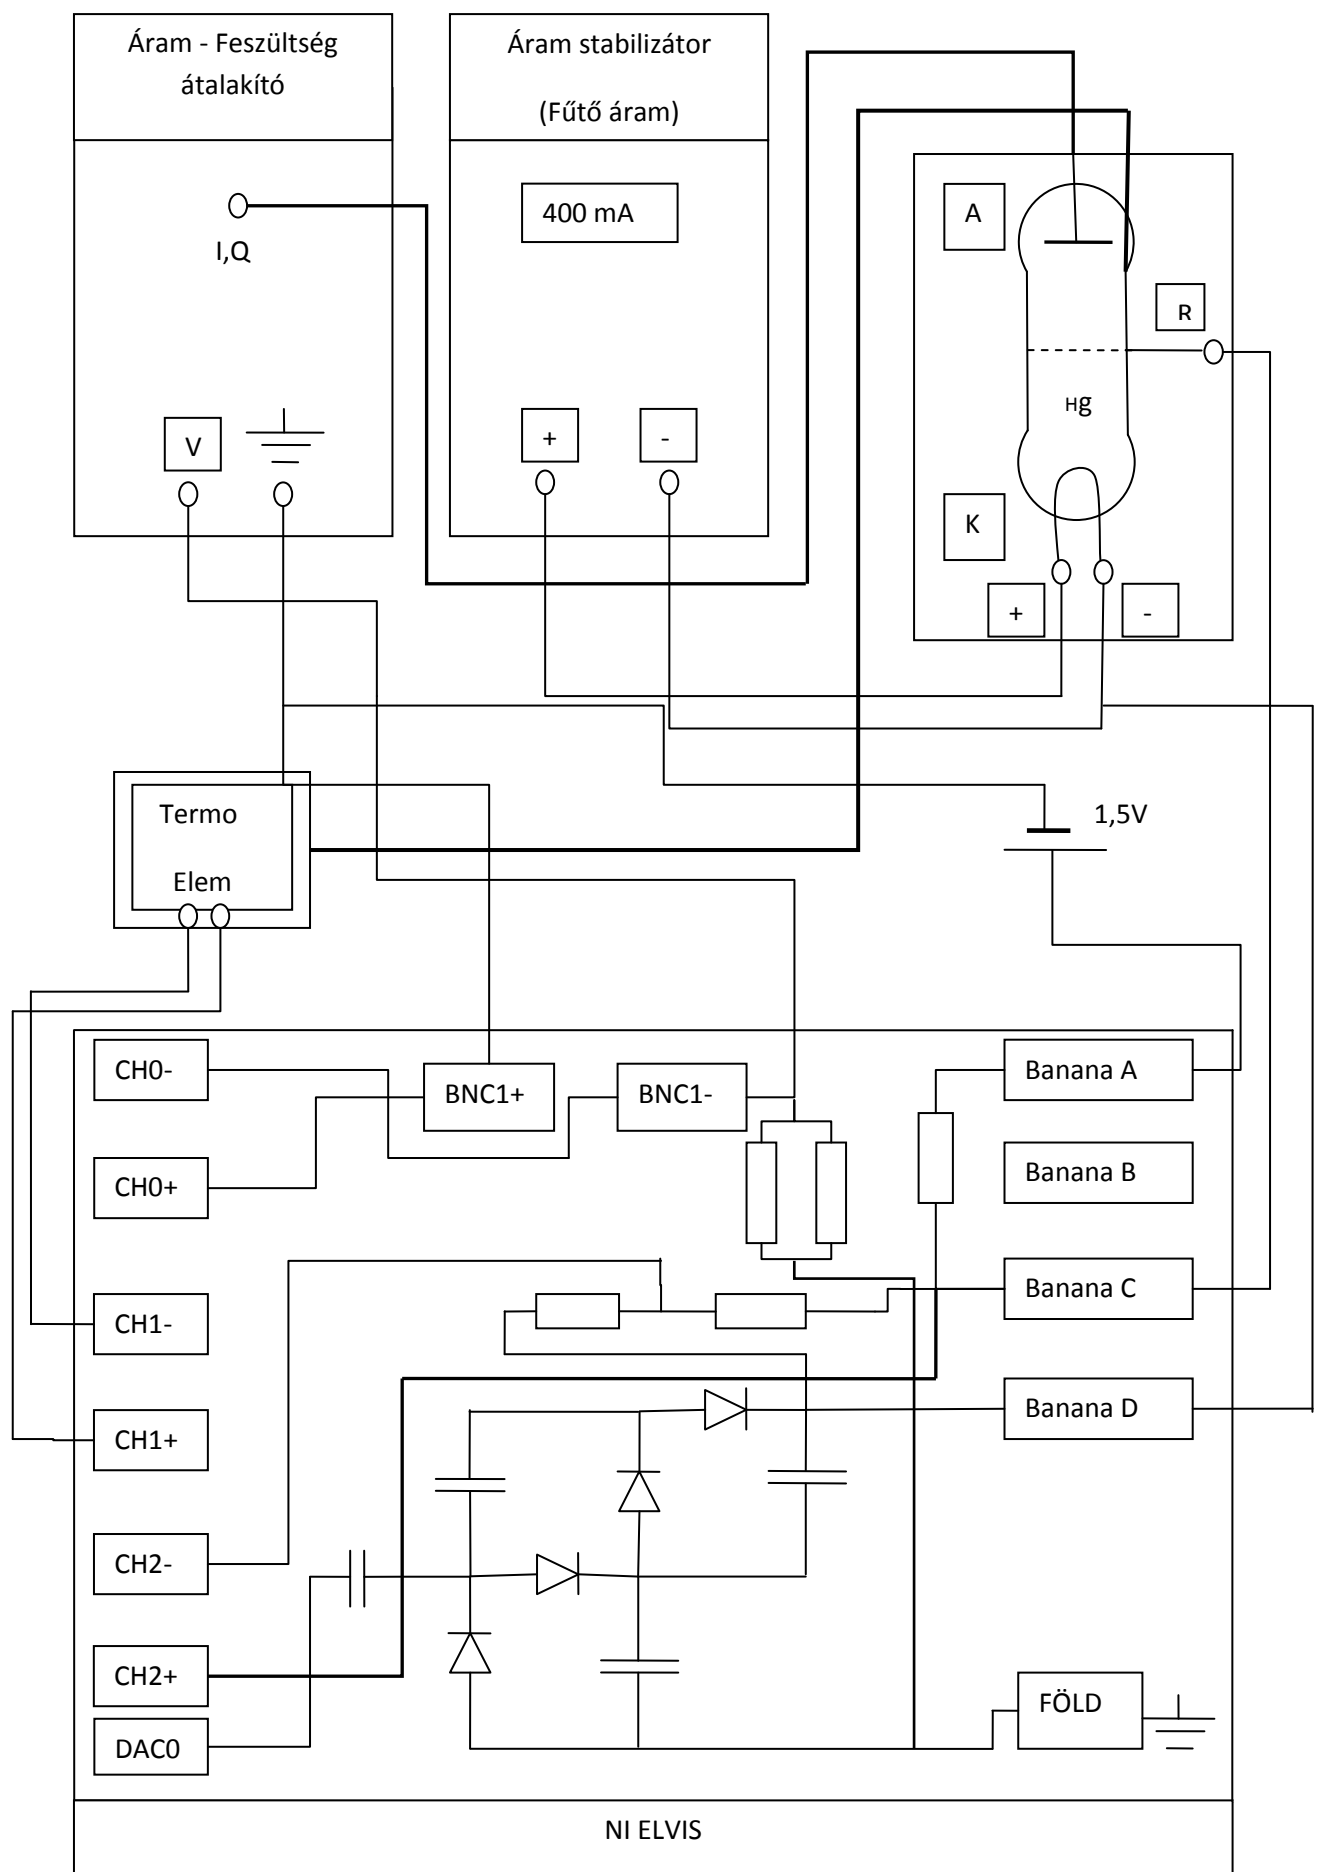 Áram - Feszültség
átalakító
I,Q
V
Áram stabilizátor
(Fűtő áram)
400 mA
+
-
A
R
Hg
K
+
-
Termo
Elem
1,5V
CH0-
CH0+
CH1-
CH1+
CH2-
CH2+
DAC0
BNC1+
BNC1-
Banana A
Banana B
Banana C
Banana D
FÖLD
NI ELVIS